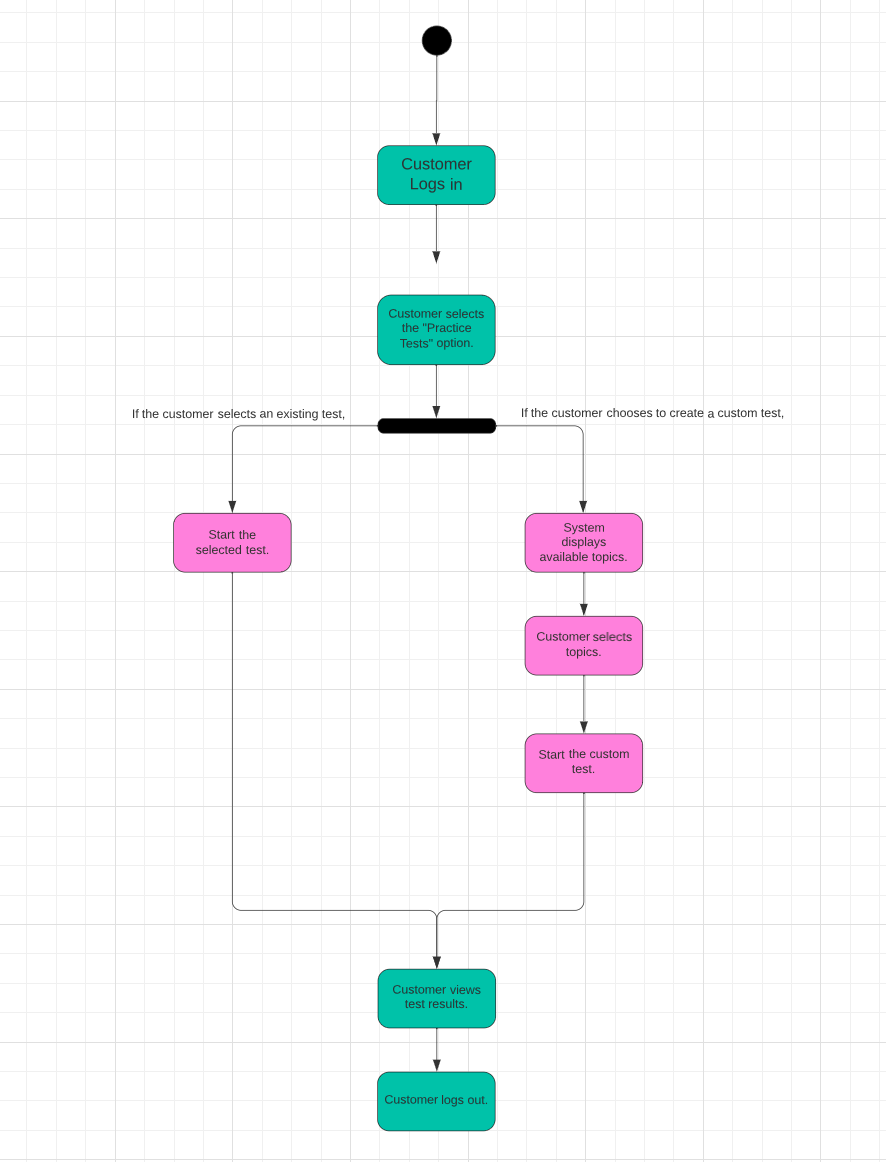 Customer
Logs in
Customer selects
the "Practice
Tests" option.
If the customer selects an existing test,
If the customer chooses to create a custom test,
Start the
selected test.
System
displays
available topics.
Customer selects
topics.
Start the custom
test.
Customer views
test results.
Customer logs out.